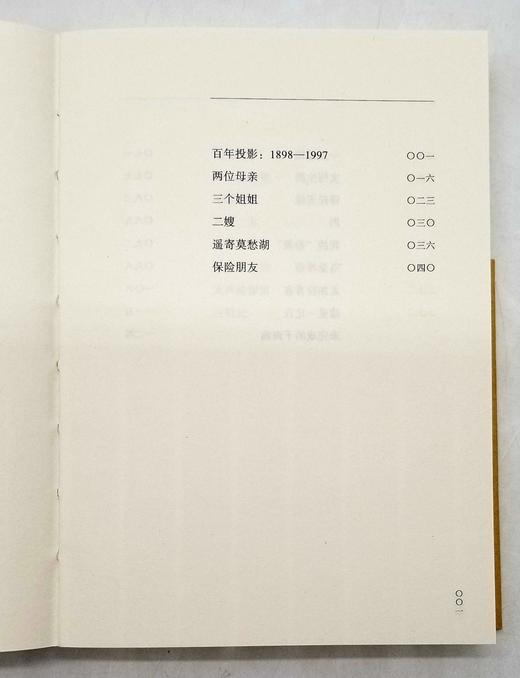 百年投影：1898—1997 〇〇一
两位母亲 〇一六
三个姐姐 〇二三
二嫂 〇三〇
遥寄莫愁湖 〇三六
保险朋友 〇四〇
〇〇一